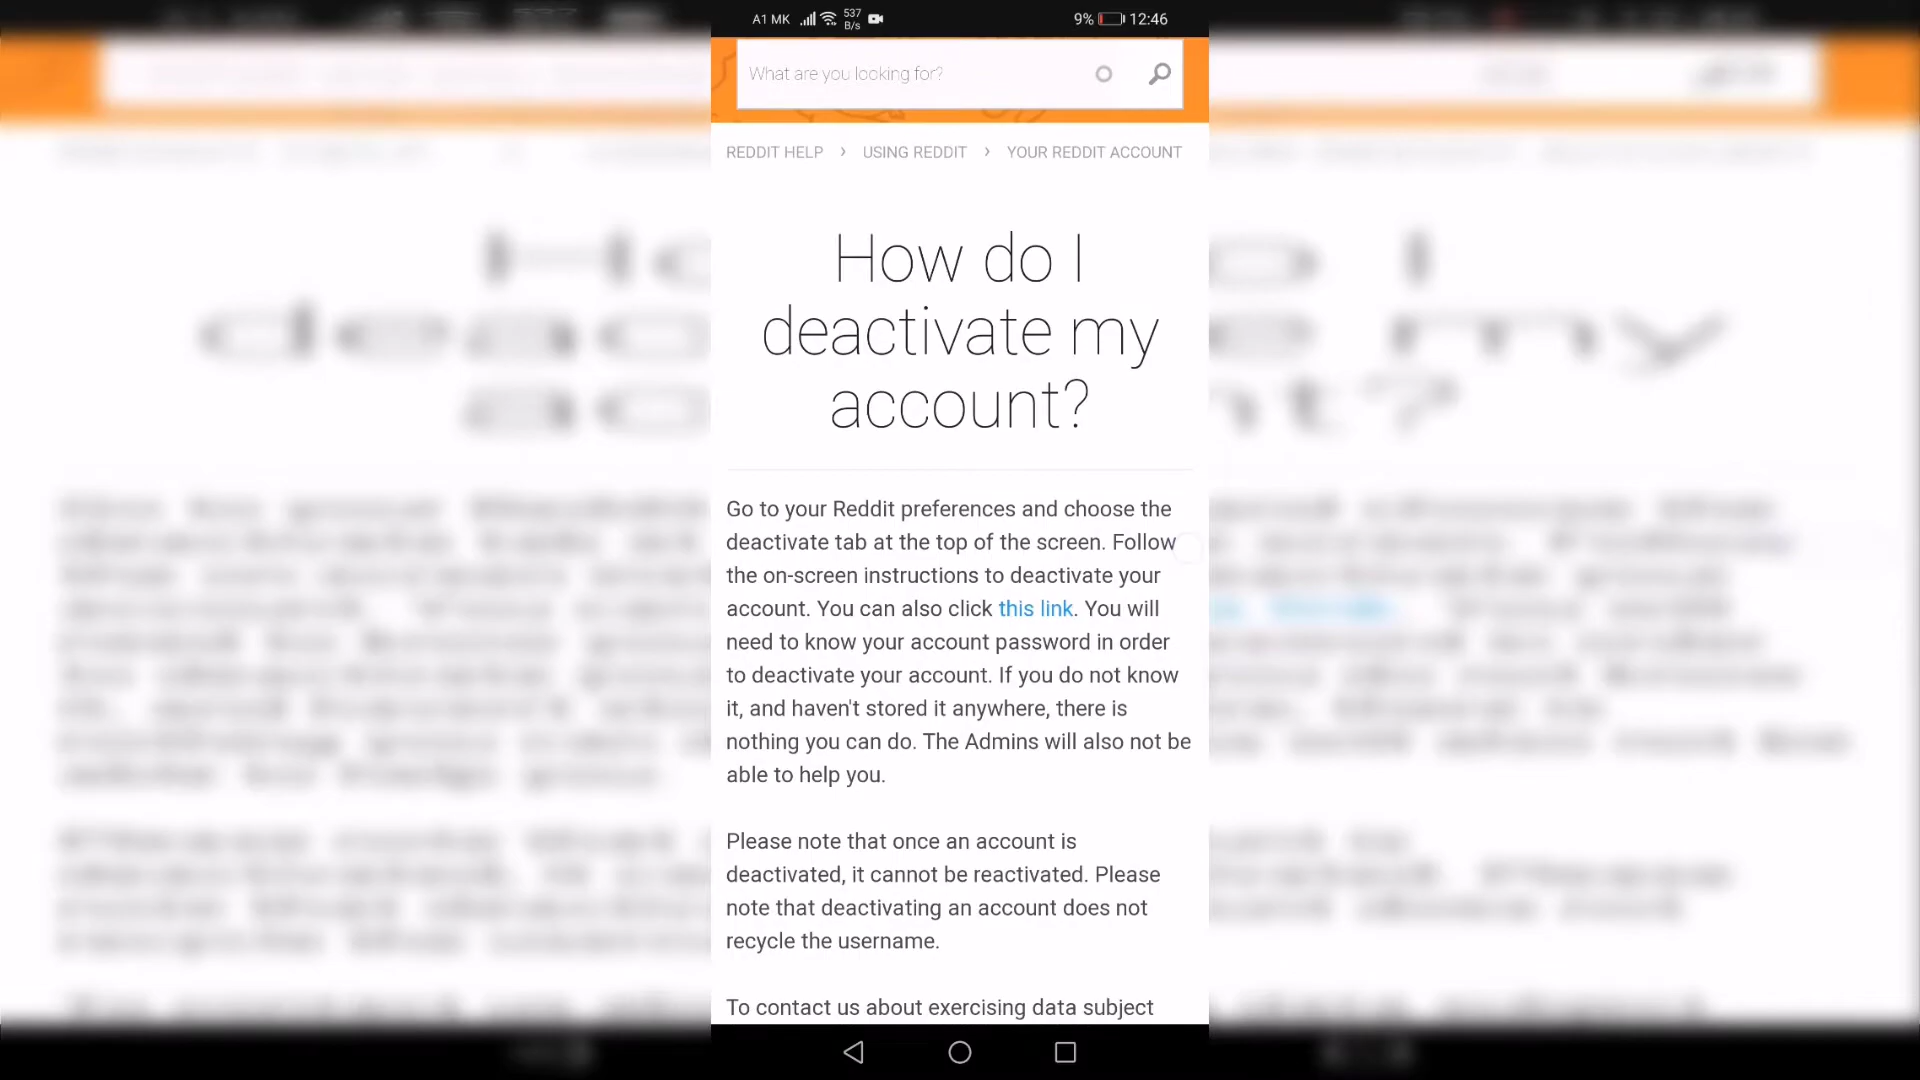 A1 MK 537 B/s 9% 12:46
What are you looking for?
REDDIT HELP › USING REDDIT › YOUR REDDIT ACCOUNT
How do I
deactivate my
account?
Go to your Reddit preferences and choose the
deactivate tab at the top of the screen. Follow
the on-screen instructions to deactivate your
account. You can also click this link. You will
need to know your account password in order
to deactivate your account. If you do not know
it, and haven't stored it anywhere, there is
nothing you can do. The Admins will also not be
able to help you.
Please note that once an account is
deactivated, it cannot be reactivated. Please
note that deactivating an account does not
recycle the username.
To contact us about exercising data subject